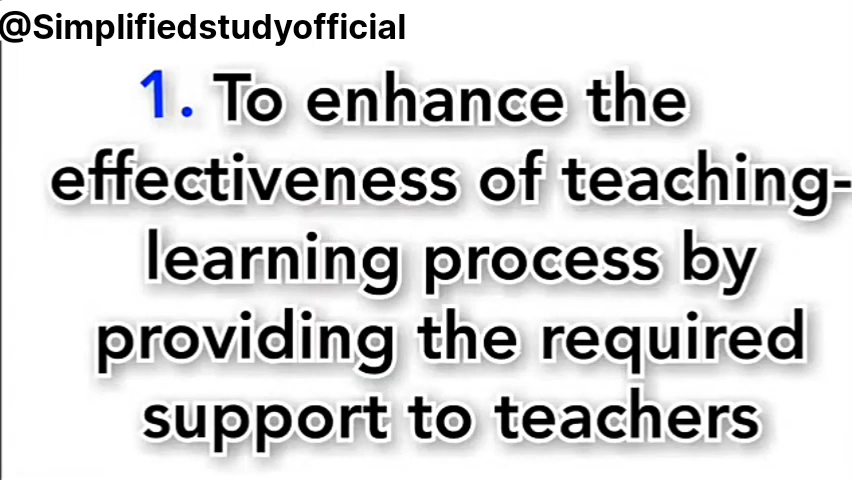 @Simplifiedstudyofficial
1. To enhance the
effectiveness of teaching-
learning process by
providing the required
support to teachers